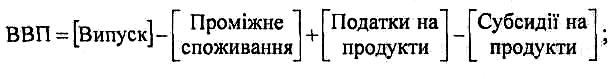 ВВП = [Випуск] − [Проміжне споживання] + [Податки на продукти] − [Субсидії на продукти];